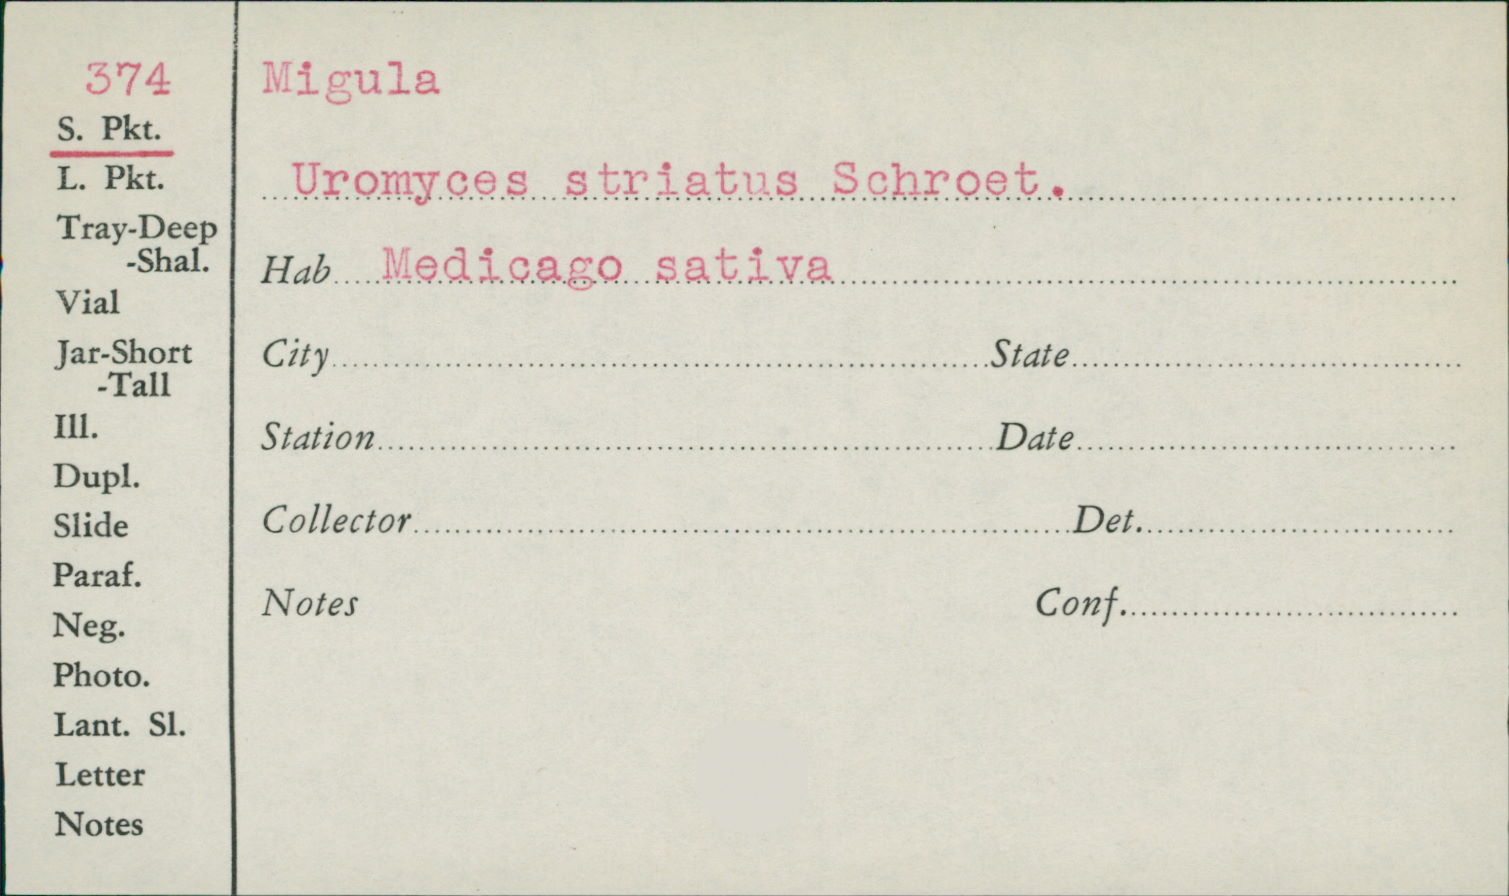 374
S. Pkt.
L. Pkt.
Tray-Deep
-Shal.
Vial
Jar-Short
-Tall
Ill.
Dupl.
Slide
Paraf.
Neg.
Photo.
Lant. Sl.
Letter
Notes
Migula
Uromyces striatus Schroet.
Hab Medicago sativa
City State
Station Date
Collector Det.
Notes Conf.